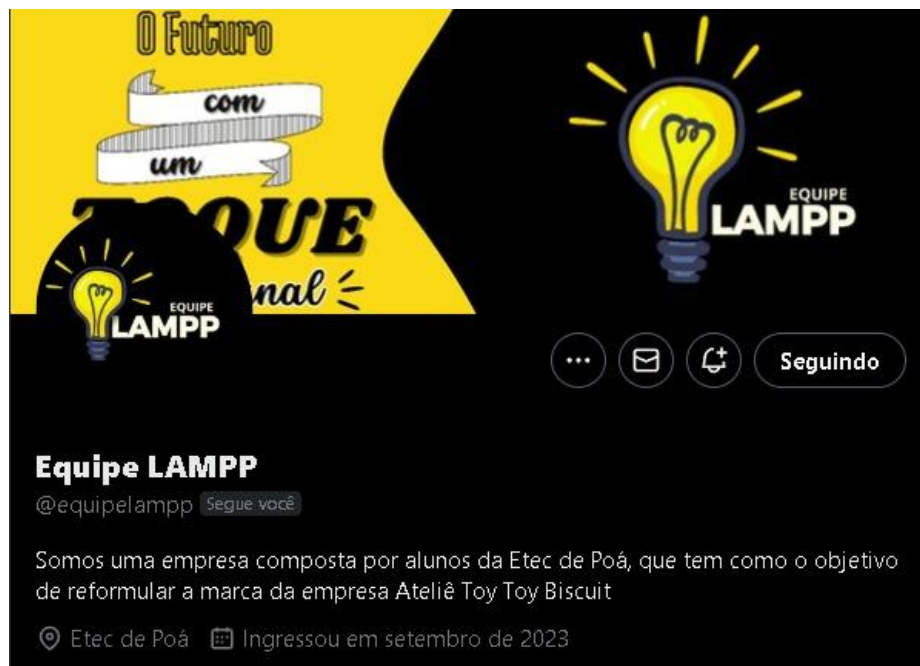 O Futuro
com
um
EQUIPE
LAMPP
EQUIPE
LAMPP
Seguindo
Equipe LAMPP
@equipelampp Segue você
Somos uma empresa composta por alunos da Etec de Poá, que tem como o objetivo
de reformular a marca da empresa Ateliê Toy Toy Biscuit
Etec de Poá Ingressou em setembro de 2023